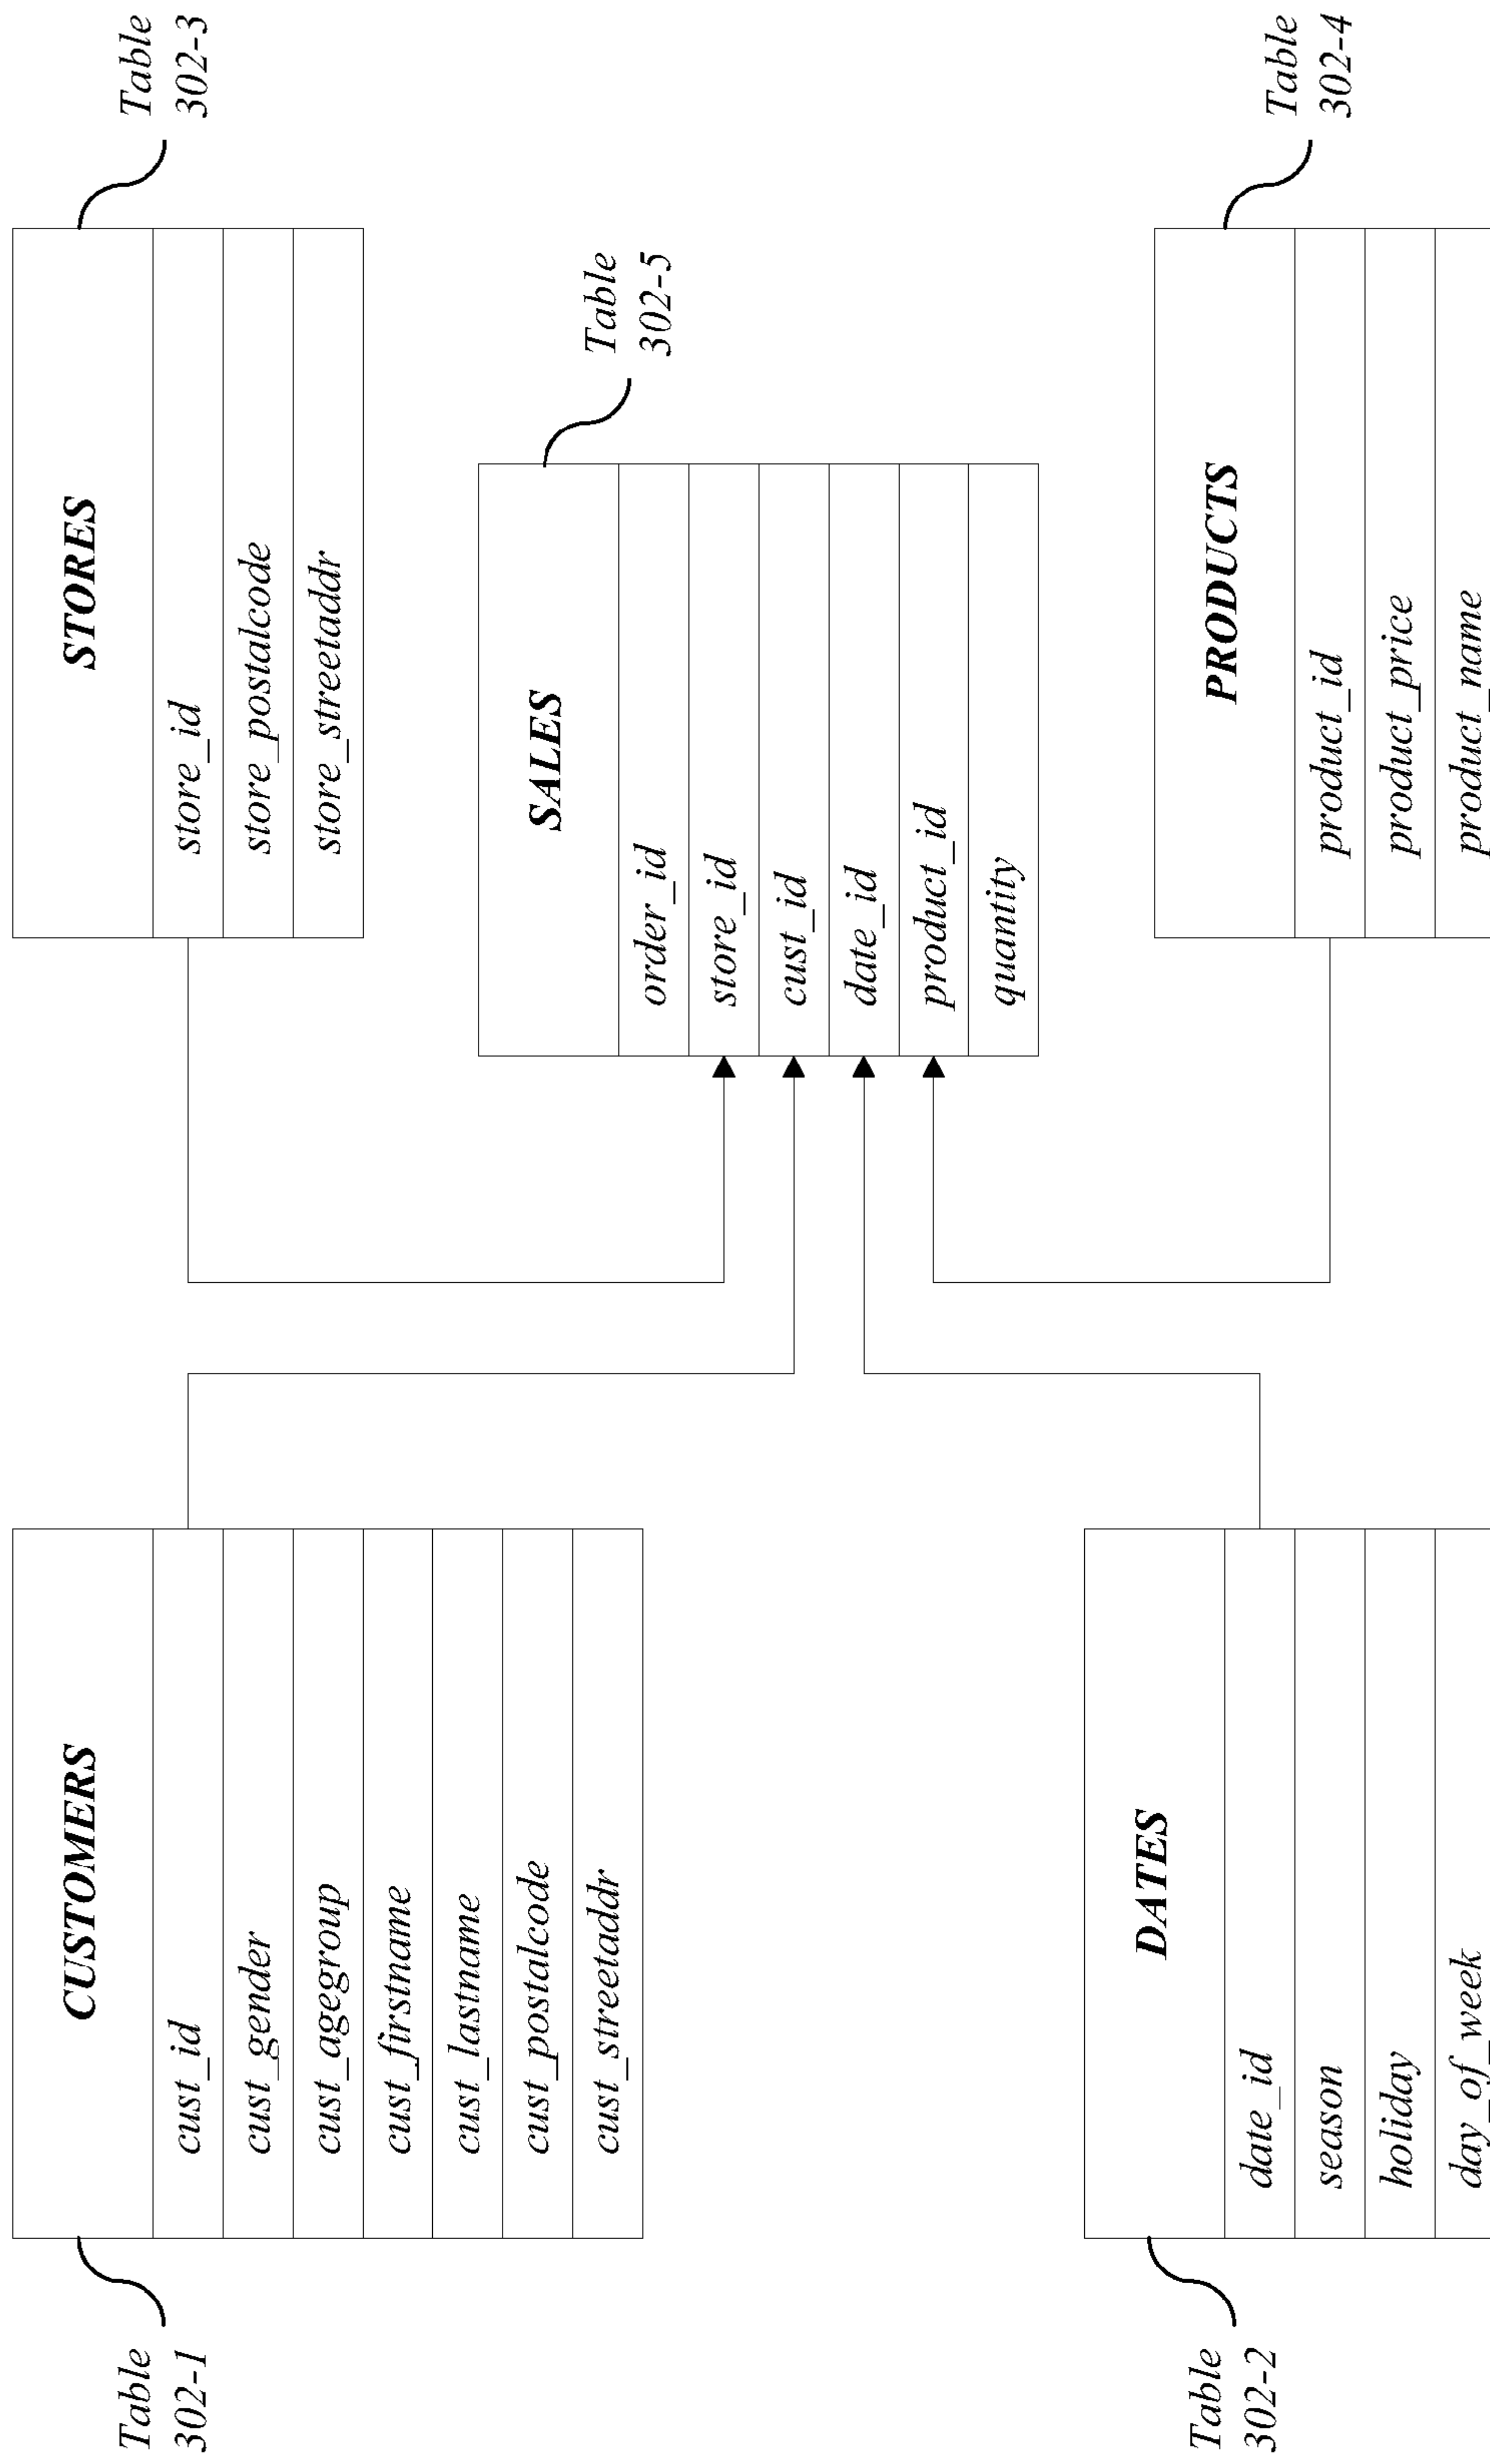 Table
302-1
CUSTOMERS
cust_id
cust_gender
cust_agegroup
cust_firstname
cust_lastname
cust_postalcode
cust_streetaddr
STORES
store_id
store_postalcode
store_streetaddr
Table
302-3
SALES
order_id
store_id
cust_id
date_id
product_id
quantity
Table
302-5
Table
302-2
DATES
date_id
season
holiday
day_of_week
PRODUCTS
product_id
product_price
product_name
Table
302-4